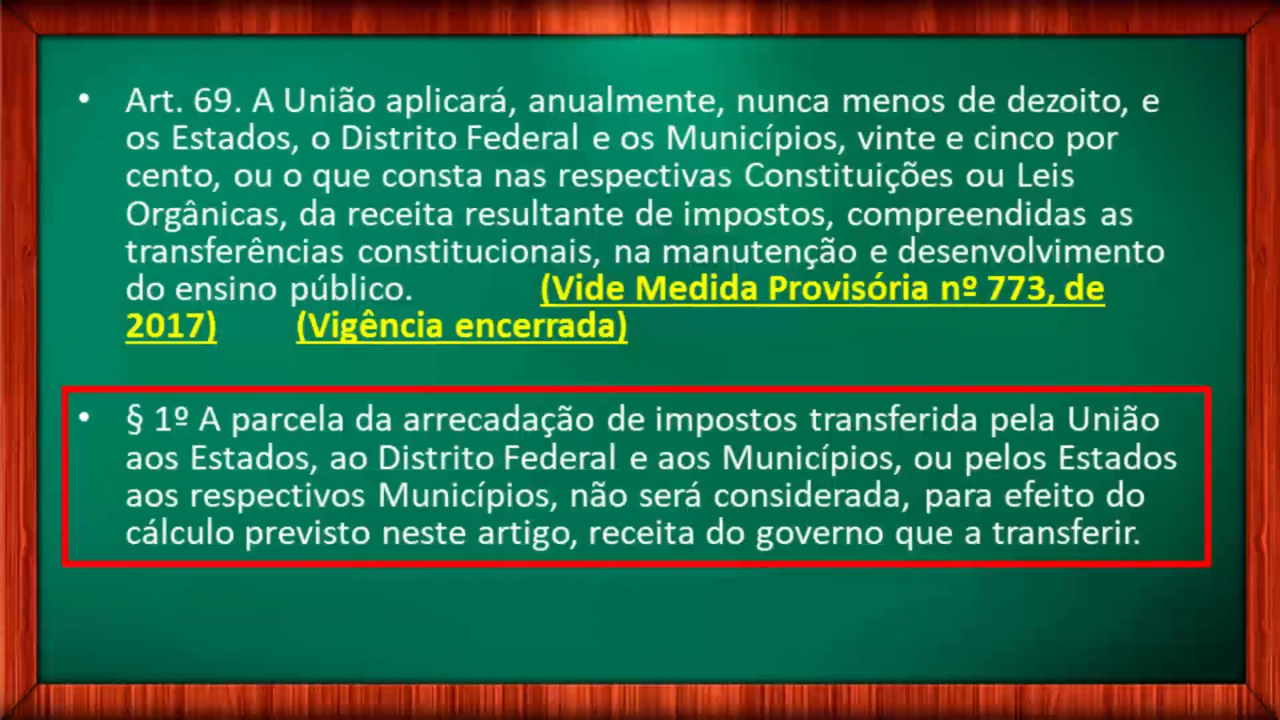 • Art. 69. A União aplicará, anualmente, nunca menos de dezoito, e
os Estados, o Distrito Federal e os Municípios, vinte e cinco por
cento, ou o que consta nas respectivas Constituições ou Leis
Orgânicas, da receita resultante de impostos, compreendidas as
transferências constitucionais, na manutenção e desenvolvimento
do ensino público. (Vide Medida Provisória nº 773, de
2017) (Vigência encerrada)
• § 1º A parcela da arrecadação de impostos transferida pela União
aos Estados, ao Distrito Federal e aos Municípios, ou pelos Estados
aos respectivos Municípios, não será considerada, para efeito do
cálculo previsto neste artigo, receita do governo que a transferir.